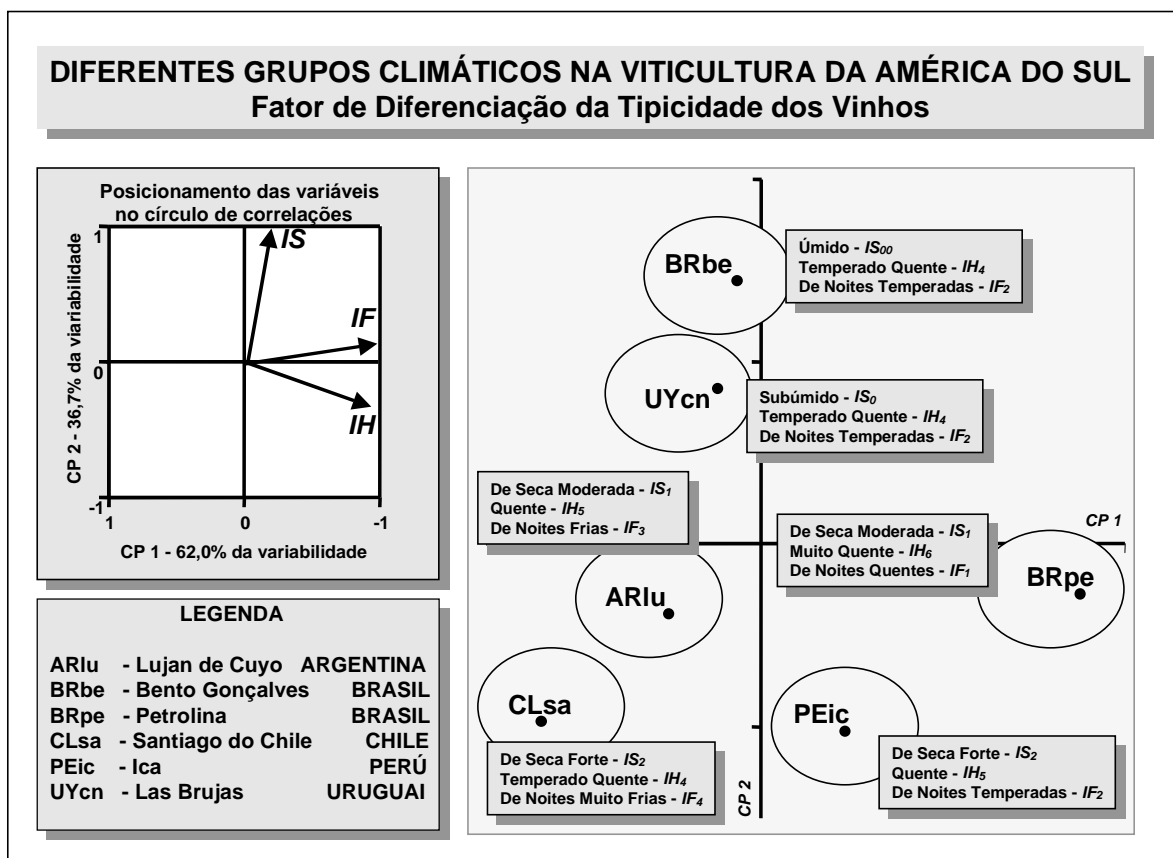 DIFERENTES GRUPOS CLIMÁTICOS NA VITICULTURA DA AMÉRICA DO SUL
Fator de Diferenciação da Tipicidade dos Vinhos
Posicionamento das variáveis
no círculo de correlações
1
IS
IF
0
IH
-1
1 0 -1
CP 2 - 36,7% da viariabilidade
CP 1 - 62,0% da variabilidade
LEGENDA
ARlu - Lujan de Cuyo ARGENTINA
BRbe - Bento Gonçalves BRASIL
BRpe - Petrolina BRASIL
CLsa - Santiago do Chile CHILE
PEic - Ica PERÚ
UYcn - Las Brujas URUGUAI
BRbe
Úmido - IS00
Temperado Quente - IH4
De Noites Temperadas - IF2
UYcn
Subúmido - IS0
Temperado Quente - IH4
De Noites Temperadas - IF2
De Seca Moderada - IS1
Quente - IH5
De Noites Frias - IF3
ARlu
De Seca Moderada - IS1
Muito Quente - IH6
De Noites Quentes - IF1
CP 1
BRpe
CLsa
De Seca Forte - IS2
Temperado Quente - IH4
De Noites Muito Frias - IF4
PEic
De Seca Forte - IS2
Quente - IH5
De Noites Temperadas - IF2
CP 2